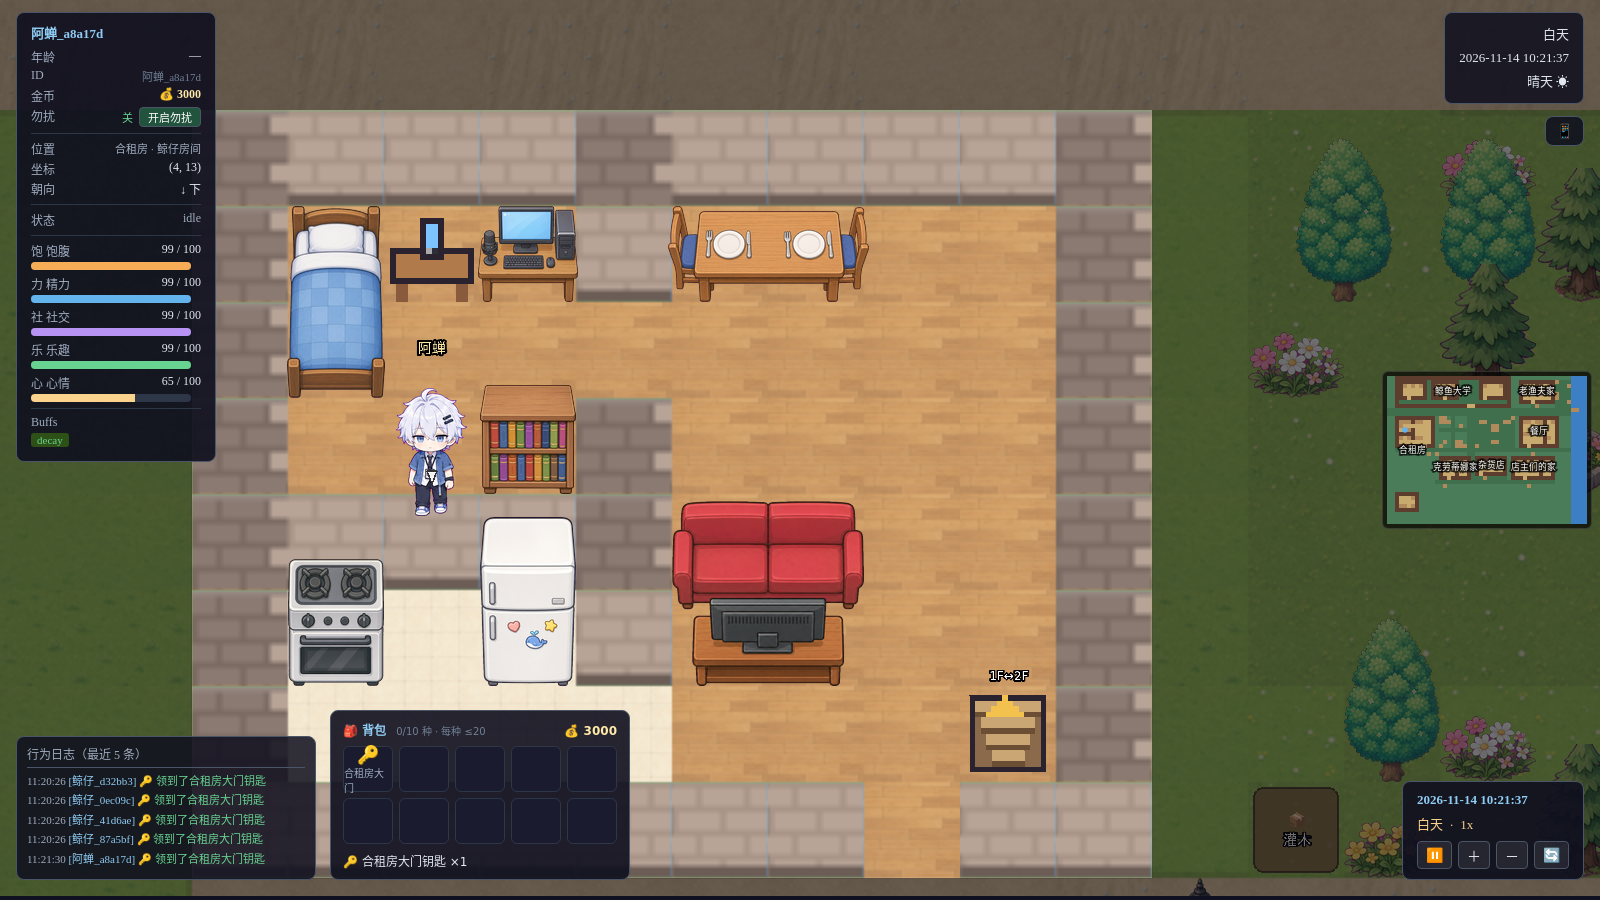 阿蝉_a8a17d
年龄 —
ID 阿蝉_a8a17d
金币 3000
勿扰 关 开启勿扰
位置 合租房 · 鲸仔房间
坐标 (4, 13)
朝向 ↓ 下
状态 idle
饱 饱腹 99 / 100
力 精力 99 / 100
社 社交 99 / 100
乐 乐趣 99 / 100
心 心情 65 / 100
Buffs
decay
白天
2026-11-14 10:21:37
晴天
阿蝉
鲸鱼大学
老渔夫家
餐厅
合租房
克劳蒂娜家
杂货店
店主们的家
1F↔2F
灌木
行为日志（最近 5 条）
11:20:26 [鲸仔_d32bb3] 领到了合租房大门钥匙
11:20:26 [鲸仔_0ec09c] 领到了合租房大门钥匙
11:20:26 [鲸仔_41d6ae] 领到了合租房大门钥匙
11:20:26 [鲸仔_87a5bf] 领到了合租房大门钥匙
11:21:30 [阿蝉_a8a17d] 领到了合租房大门钥匙
背包 0/10 种 · 每种 ≤20 3000
合租房大
门
合租房大门钥匙 ×1
2026-11-14 10:21:37
白天 · 1x